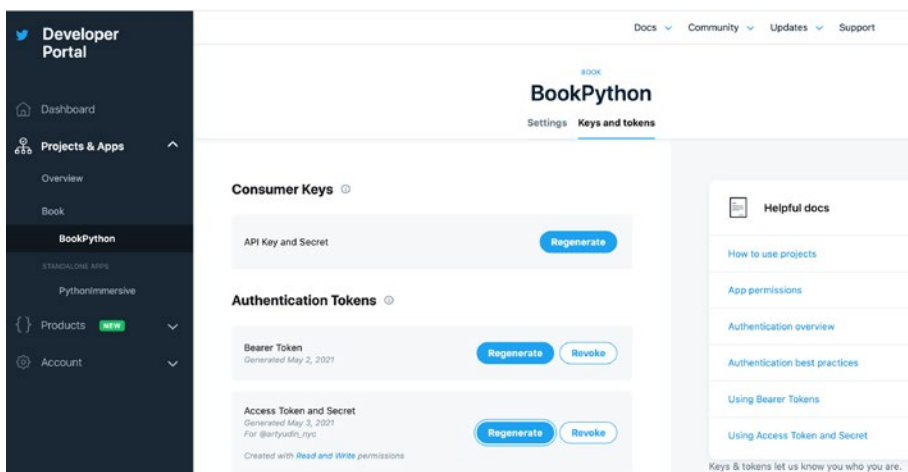 Developer
Portal
Docs
Community
Updates
Support
BOOK
BookPython
Settings
Keys and tokens
Dashboard
Projects & Apps
Overview
Book
BookPython
STANDALONE APPS
PythonImmersive
Products NEW
Account
Consumer Keys
API Key and Secret
Regenerate
Authentication Tokens
Bearer Token
Generated May 2, 2021
Regenerate
Revoke
Access Token and Secret
Generated May 3, 2021
For @artyudin_nyc
Created with Read and Write permissions
Regenerate
Revoke
Helpful docs
How to use projects
App permissions
Authentication overview
Authentication best practices
Using Bearer Tokens
Using Access Token and Secret
Keys & tokens let us know you who you are.